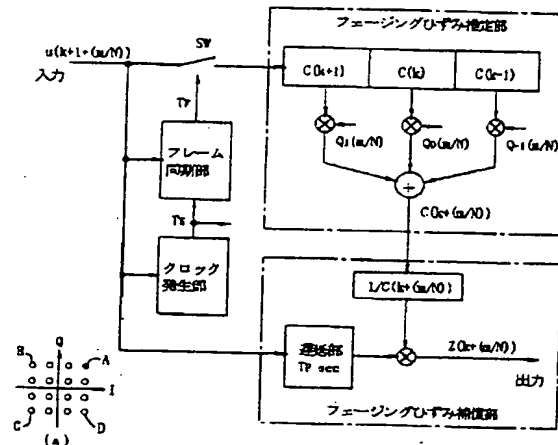 フェージングひずみ推定部
u(k+1+(m/N)
SW
入力
C(k+1)
C(k)
C(k-1)
TF
Q1(m/N)
Q0(m/N)
Q-1(m/N)
フレーム
同期部
+
C(k+(m/N)
TS
クロック
発生部
1/C(k+(m/N)
遅延部
TF sec
Z(k+(m/N)
出力
フェージングひずみ補償部
Q
B
A
I
C
D
(a)